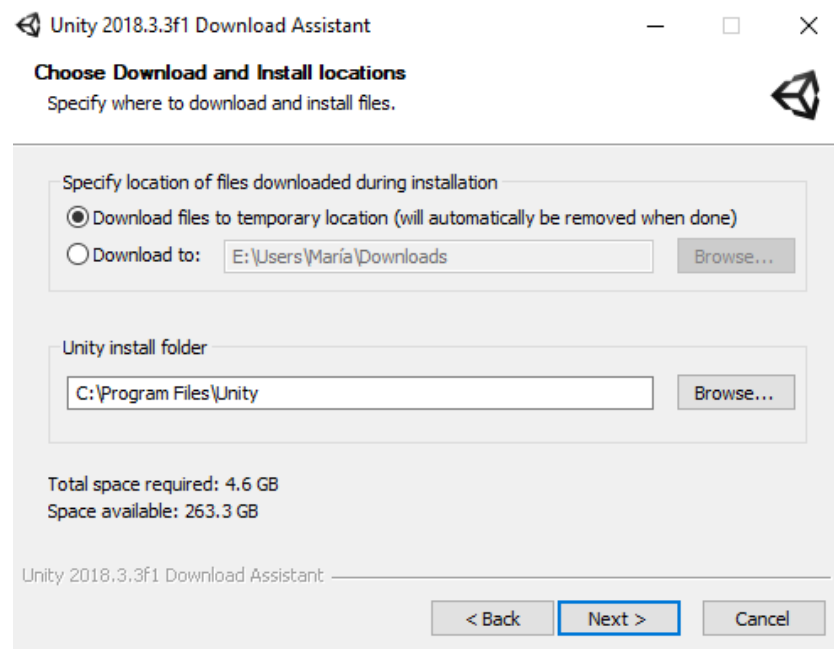 Unity 2018.3.3f1 Download Assistant
Choose Download and Install locations
Specify where to download and install files.
Specify location of files downloaded during installation
Download files to temporary location (will automatically be removed when done)
Download to: E:\Users\María\Downloads Browse...
Unity install folder
C:\Program Files\Unity Browse...
Total space required: 4.6 GB
Space available: 263.3 GB
Unity 2018.3.3f1 Download Assistant
< Back Next > Cancel